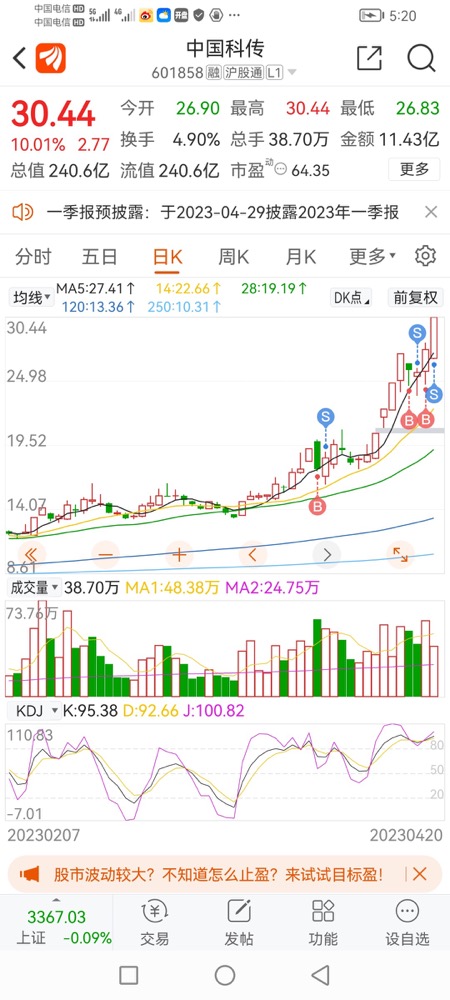 中国电信 HD 5G 4G 开盘 ... 5:20
中国电信 HD
中国科传
601858 融 沪股通 L1
30.44 今开 26.90 最高 30.44 最低 26.83
10.01% 2.77 换手 4.90% 总手 38.70万 金额 11.43亿
总值 240.6亿 流值 240.6亿 市盈动 64.35 更多
一季报预披露：于2023-04-29披露2023年一季报
分时 五日 日K 周K 月K 更多
均线 MA5:27.41↑ 14:22.66↑ 28:19.19↑ DK点 前复权
120:13.36↑ 250:10.31↑
30.44
S
24.98
S
S
B B
19.52
14.07
B
8.61
成交量 38.70万 MA1:48.38万 MA2:24.75万
73.76万
KDJ K:95.38 D:92.66 J:100.82
110.83
80
50
20
-7.01
20230207 20230420
股市波动较大？不知道怎么止盈？来试试目标盈！
3367.03
上证 -0.09%
交易 发帖 功能 设自选